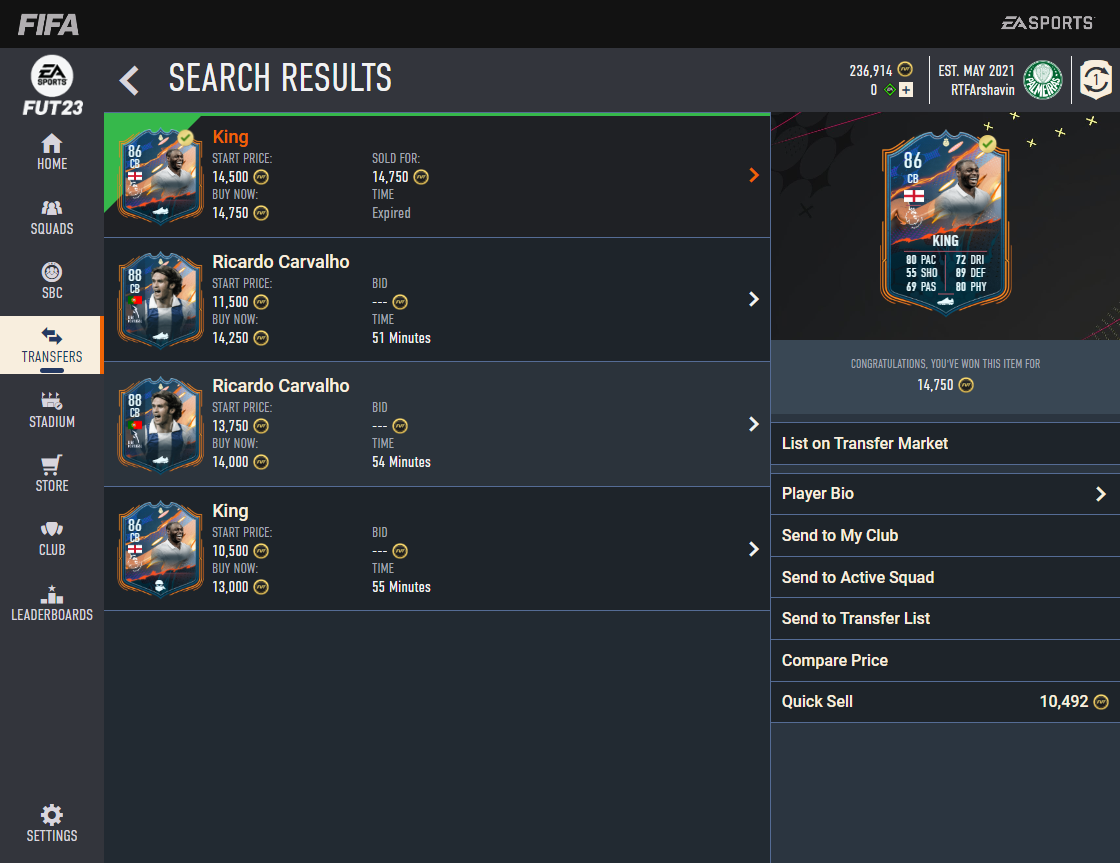 FIFA
EA SPORTS
EA SPORTS
FUT23
HOME
SQUADS
SBC
TRANSFERS
STADIUM
STORE
CLUB
LEADERBOARDS
SETTINGS
SEARCH RESULTS
236,914
0
EST. MAY 2021
RTFArshavin
PALMEIRAS
1
86
CB
King
START PRICE:
14,500
BUY NOW:
14,750
SOLD FOR:
14,750
TIME
Expired
88
CB
Ricardo Carvalho
START PRICE:
11,500
BUY NOW:
14,250
BID
---
TIME
51 Minutes
88
CB
Ricardo Carvalho
START PRICE:
13,750
BUY NOW:
14,000
BID
---
TIME
54 Minutes
86
CB
King
START PRICE:
10,500
BUY NOW:
13,000
BID
---
TIME
55 Minutes
86
CB
KING
80 PAC 72 DRI
55 SHO 89 DEF
69 PAS 80 PHY
CONGRATULATIONS, YOU'VE WON THIS ITEM FOR
14,750
List on Transfer Market
Player Bio
Send to My Club
Send to Active Squad
Send to Transfer List
Compare Price
Quick Sell 10,492